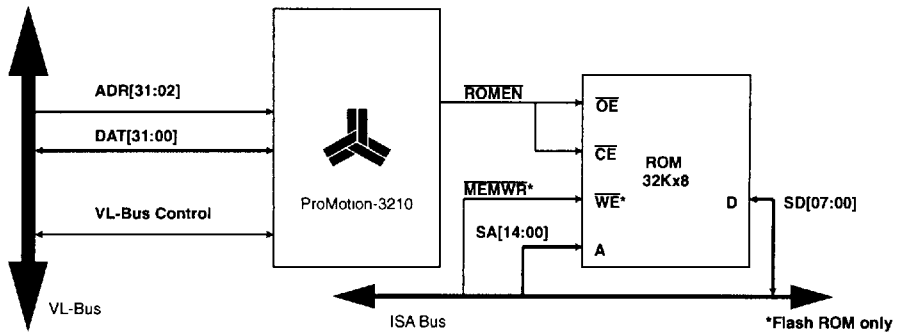 ADR[31:02]
DAT[31:00]
VL-Bus Control
VL-Bus
ProMotion-3210
ROMEN
MEMWR*
SA[14:00]
OE
CE
WE*
A
ROM
32Kx8
D
SD[07:00]
ISA Bus
*Flash ROM only